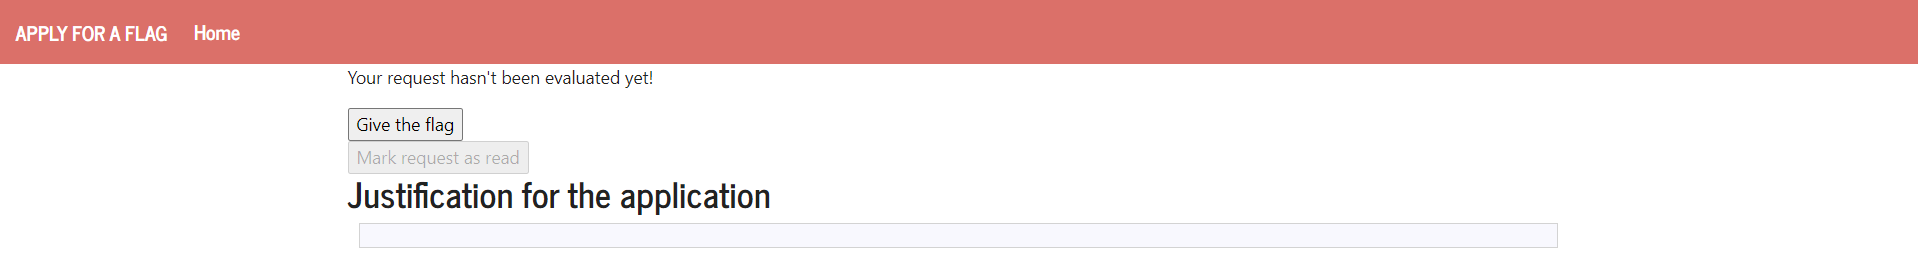 APPLY FOR A FLAG Home
Your request hasn't been evaluated yet!
Give the flag
Mark request as read
Justification for the application